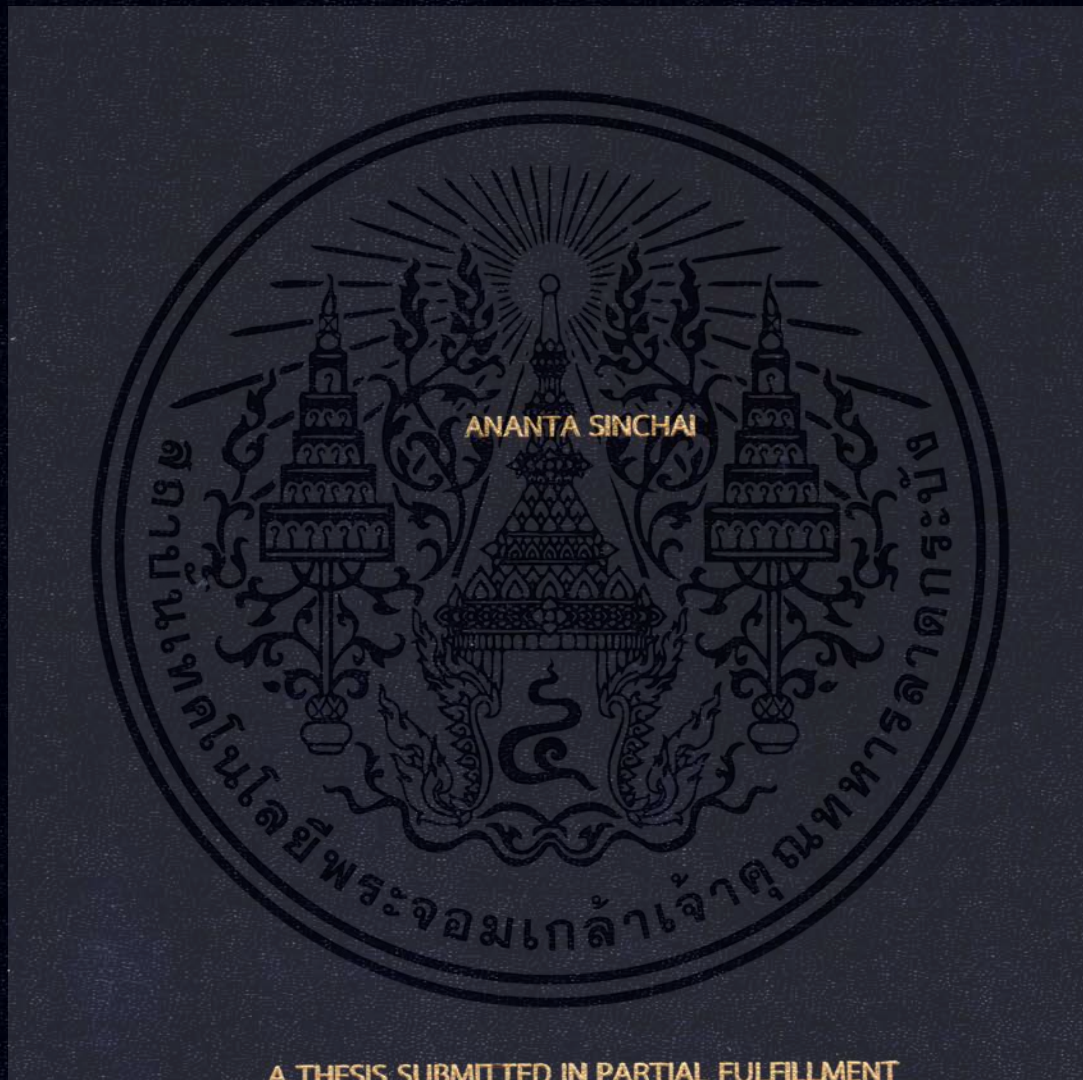 ANANTA SINCHAI
สถาบันเทคโนโลยีพระจอมเกล้าเจ้าคุณทหารลาดกระบัง
๔
A THESIS SUBMITTED IN PARTIAL FULFILLMENT